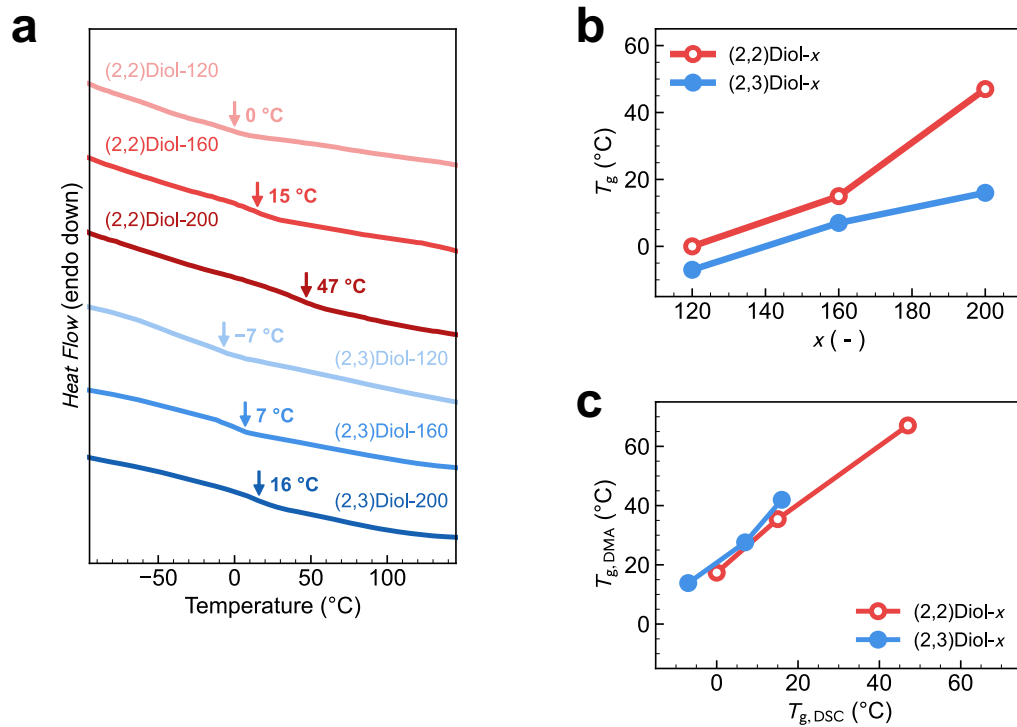 a
(2,2)Diol-120
0 °C
(2,2)Diol-160
15 °C
(2,2)Diol-200
47 °C
−7 °C
(2,3)Diol-120
7 °C
(2,3)Diol-160
16 °C
(2,3)Diol-200
Heat Flow (endo down)
−50 0 50 100
Temperature (°C)
b
(2,2)Diol-x
(2,3)Diol-x
60
40
20
0
Tg (°C)
120 140 160 180 200
x ( - )
c
60
40
20
0
Tg, DMA (°C)
(2,2)Diol-x
(2,3)Diol-x
0 20 40 60
Tg, DSC (°C)